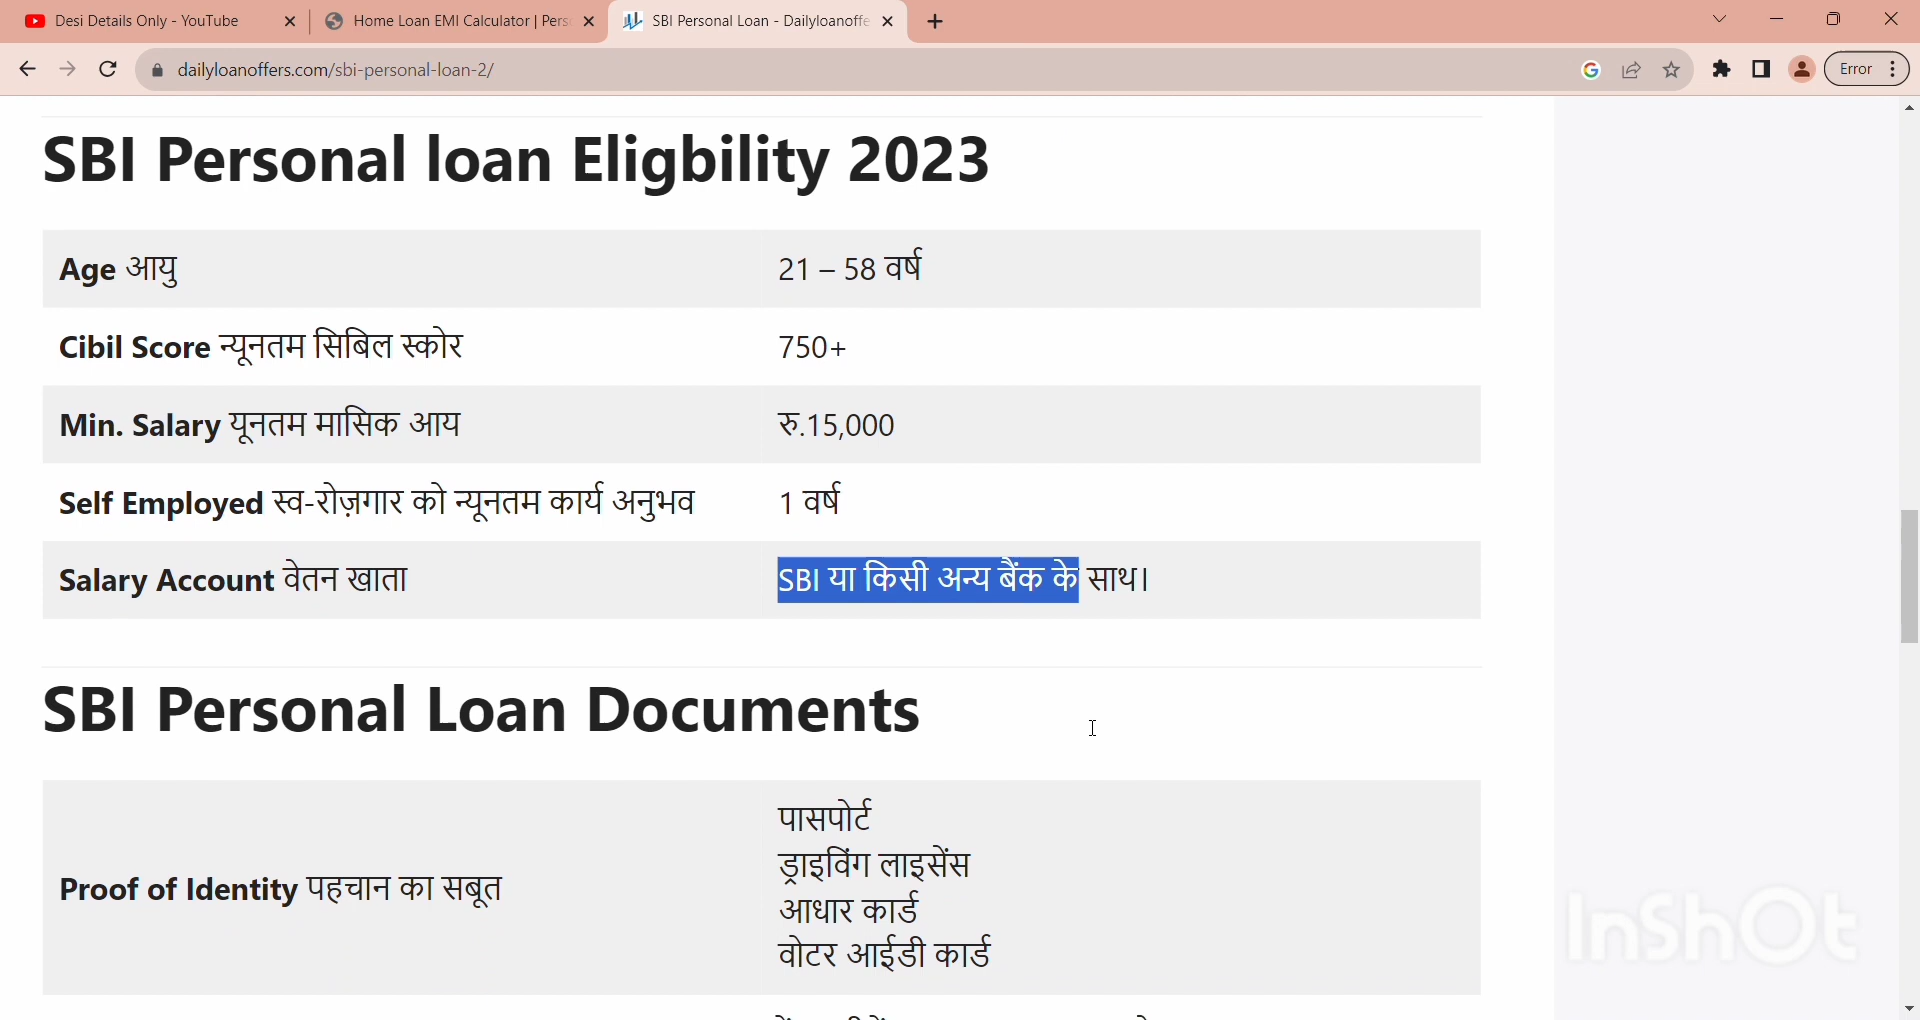 Desi Details Only - YouTube
Home Loan EMI Calculator | Pers
SBI Personal Loan - Dailyloanoffe
dailyloanoffers.com/sbi-personal-loan-2/
Error
SBI Personal loan Eligbility 2023
Age आयु 21 – 58 वर्ष
Cibil Score न्यूनतम सिबिल स्कोर 750+
Min. Salary यूनतम मासिक आय रु.15,000
Self Employed स्व-रोज़गार को न्यूनतम कार्य अनुभव 1 वर्ष
Salary Account वेतन खाता SBI या किसी अन्य बैंक के साथ।
SBI Personal Loan Documents
Proof of Identity पहचान का सबूत
पासपोर्ट
ड्राइविंग लाइसेंस
आधार कार्ड
वोटर आईडी कार्ड
InShOt